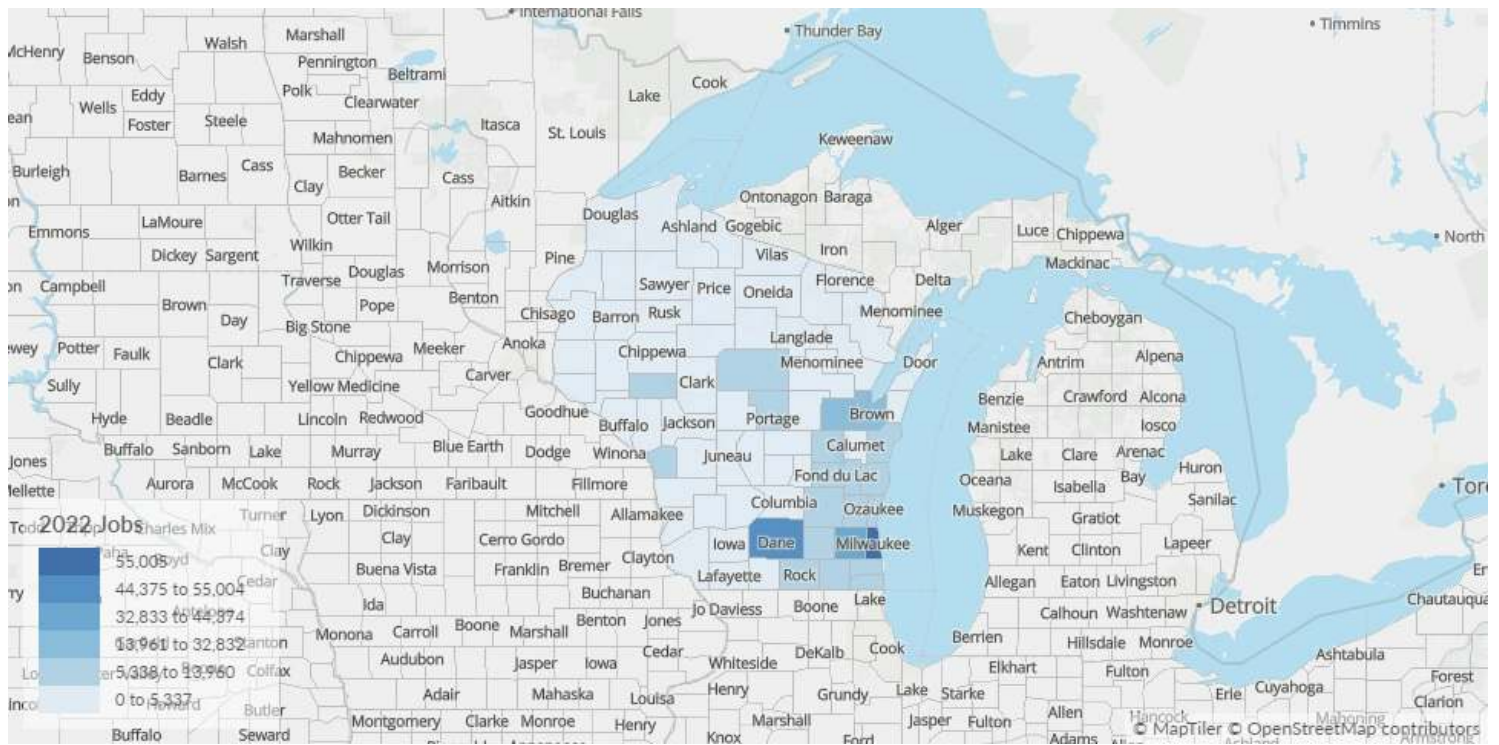 International Falls
Marshall
Timmins
Thunder Bay
McHenry
Benson
Walsh
Pennington
Beltrami
Polk
Clearwater
Lake
Cook
Eddy
Wells
Foster
Steele
Itasca
St. Louis
Mahnomen
Keweenaw
Burleigh
Barnes
Cass
Clay
Becker
Cass
Aitkin
Ontonagon
Baraga
LaMoure
Otter Tail
Douglas
Ashland
Gogebic
Alger
Luce
Chippewa
Emmons
Dickey
Sargent
Wilkin
Pine
Vilas
Iron
North
Mackinac
Campbell
Traverse
Douglas
Morrison
Sawyer
Price
Oneida
Florence
Delta
Brown
Pope
Benton
Chisago
Barron
Rusk
Menominee
Cheboygan
Day
Big Stone
Langlade
Potter
Faulk
Clark
Chippewa
Meeker
Anoka
Chippewa
Menominee
Door
Antrim
Alpena
Sully
Yellow Medicine
Carver
Clark
Benzie
Crawford
Alcona
Hyde
Beadle
Lincoln
Redwood
Goodhue
Buffalo
Jackson
Portage
Brown
Manistee
Iosco
Buffalo
Sanborn
Lake
Murray
Blue Earth
Dodge
Winona
Juneau
Calumet
Lake
Clare
Arenac
Jones
Mellette
Aurora
McCook
Rock
Jackson
Faribault
Fillmore
Fond du Lac
Oceana
Isabella
Bay
Huron
Sanilac
Turner
Lyon
Dickinson
Mitchell
Allamakee
Columbia
Ozaukee
Muskegon
Gratiot
2022 Jobs
Charles Mix
Clay
Clay
Cerro Gordo
Clayton
Iowa
Dane
Milwaukee
Kent
Clinton
Lapeer
55,005
Buena Vista
Franklin
Bremer
Lafayette
Rock
Allegan
Eaton
Livingston
44,375 to 55,004
Cedar
Buchanan
Ida
Jo Daviess
Boone
Lake
Calhoun
Washtenaw
Detroit
Chautauqua
32,833 to 44,374
Antelope
Monona
Carroll
Boone
Marshall
Benton
Jones
Berrien
Hillsdale
Monroe
13,961 to 32,832
Stanton
Audubon
Jasper
Iowa
Cedar
Whiteside
DeKalb
Cook
Elkhart
Fulton
Ashtabula
5,338 to 13,960
Colfax
Adair
Mahaska
Louisa
Henry
Grundy
Lake
Starke
Erie
Cuyahoga
Forest
0 to 5,337
Butler
Montgomery
Clarke
Monroe
Henry
Marshall
Jasper
Fulton
Allen
Hancock
Mahoning
Clarion
Buffalo
Seward
Knox
Ford
Adams
Allen
Ashland
Armstrong
© MapTiler © OpenStreetMap contributors